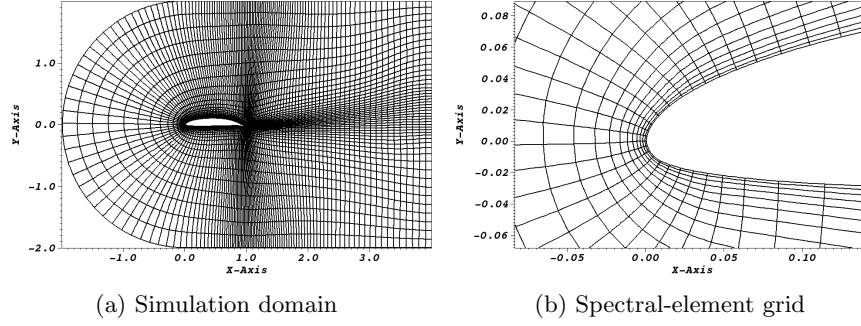 1.0
0.0
-1.0
-2.0
Y-Axis
-1.0 0.0 1.0 2.0 3.0
X-Axis
0.08
0.06
0.04
0.02
0.00
-0.02
-0.04
-0.06
Y-Axis
-0.05 0.00 0.05 0.10
X-Axis
(a) Simulation domain
(b) Spectral-element grid